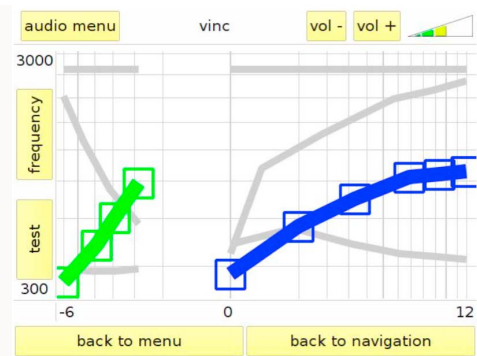 audio menu vinc vol - vol +
3000
frequency
test
300
-6 0 12
back to menu back to navigation